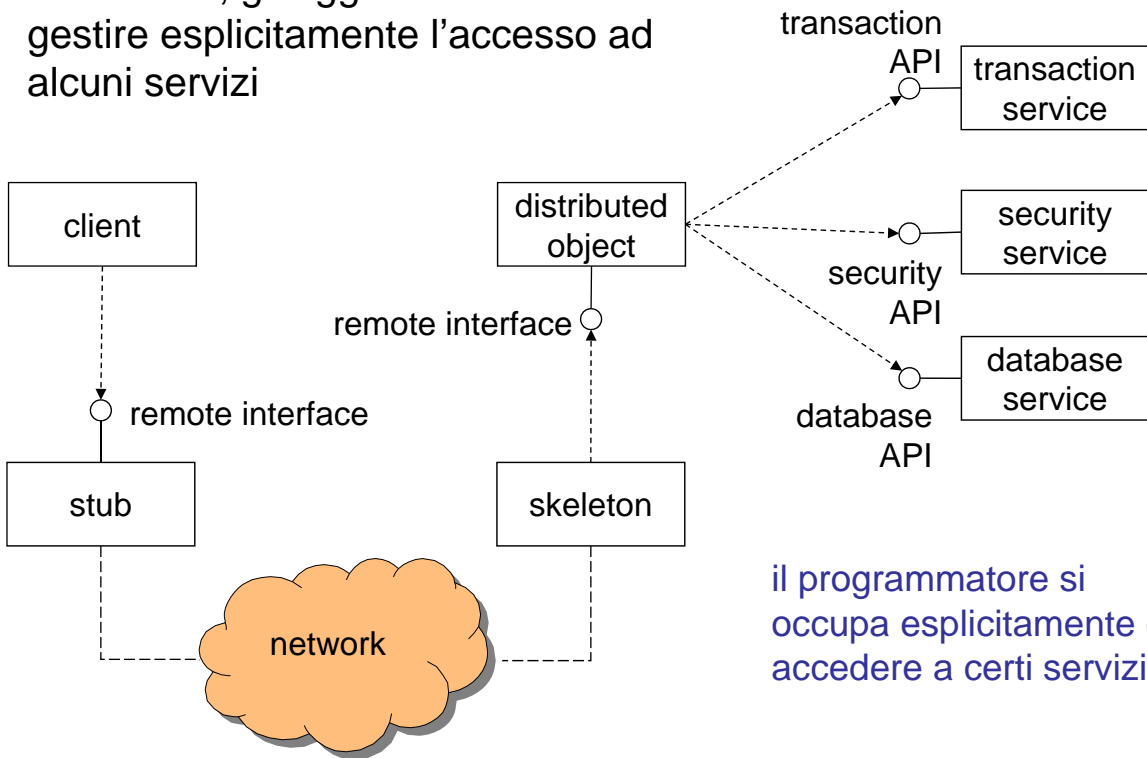 gestire esplicitamente l'accesso ad
alcuni servizi
transaction
API
transaction
service
client
distributed
object
security
service
security
API
remote interface
remote interface
database
service
database
API
stub
skeleton
network
il programmatore si
occupa esplicitamente
accedere a certi servizi